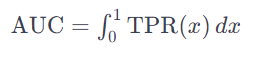 AUC = ∫₀¹ TPR(x) dx